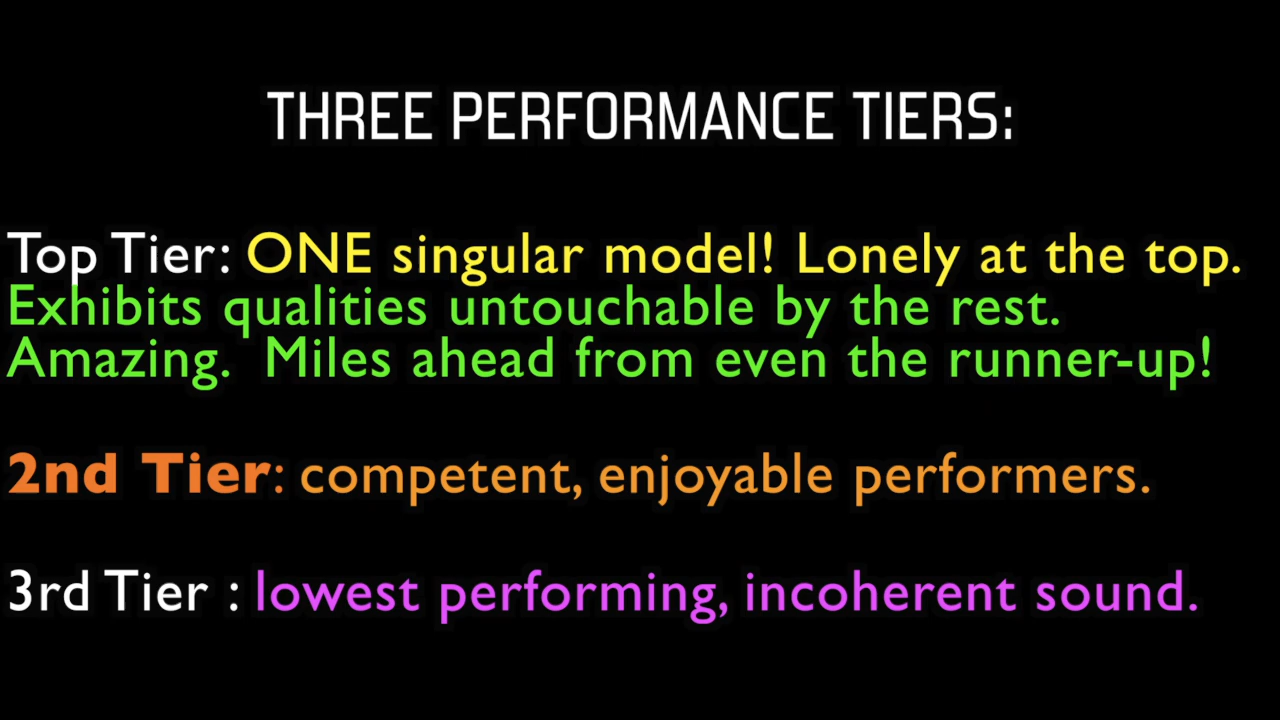 THREE PERFORMANCE TIERS:
Top Tier: ONE singular model! Lonely at the top.
Exhibits qualities untouchable by the rest.
Amazing.  Miles ahead from even the runner-up!
2nd Tier: competent, enjoyable performers.
3rd Tier : lowest performing, incoherent sound.